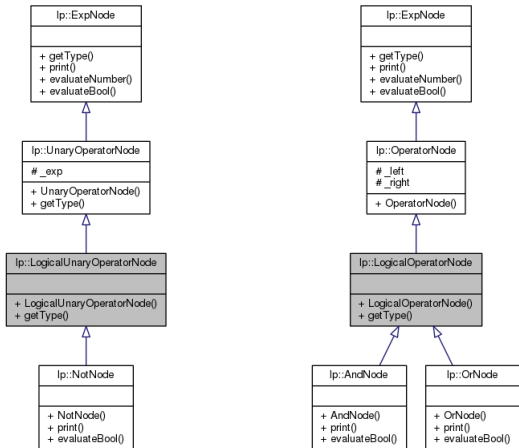 lp::ExpNode
+ getType()
+ print()
+ evaluateNumber()
+ evaluateBool()
lp::UnaryOperatorNode
# _exp
+ UnaryOperatorNode()
+ getType()
lp::LogicalUnaryOperatorNode
+ LogicalUnaryOperatorNode()
+ getType()
lp::NotNode
+ NotNode()
+ print()
+ evaluateBool()
lp::ExpNode
+ getType()
+ print()
+ evaluateNumber()
+ evaluateBool()
lp::OperatorNode
# _left
# _right
+ OperatorNode()
lp::LogicalOperatorNode
+ LogicalOperatorNode()
+ getType()
lp::AndNode
+ AndNode()
+ print()
+ evaluateBool()
lp::OrNode
+ OrNode()
+ print()
+ evaluateBool()